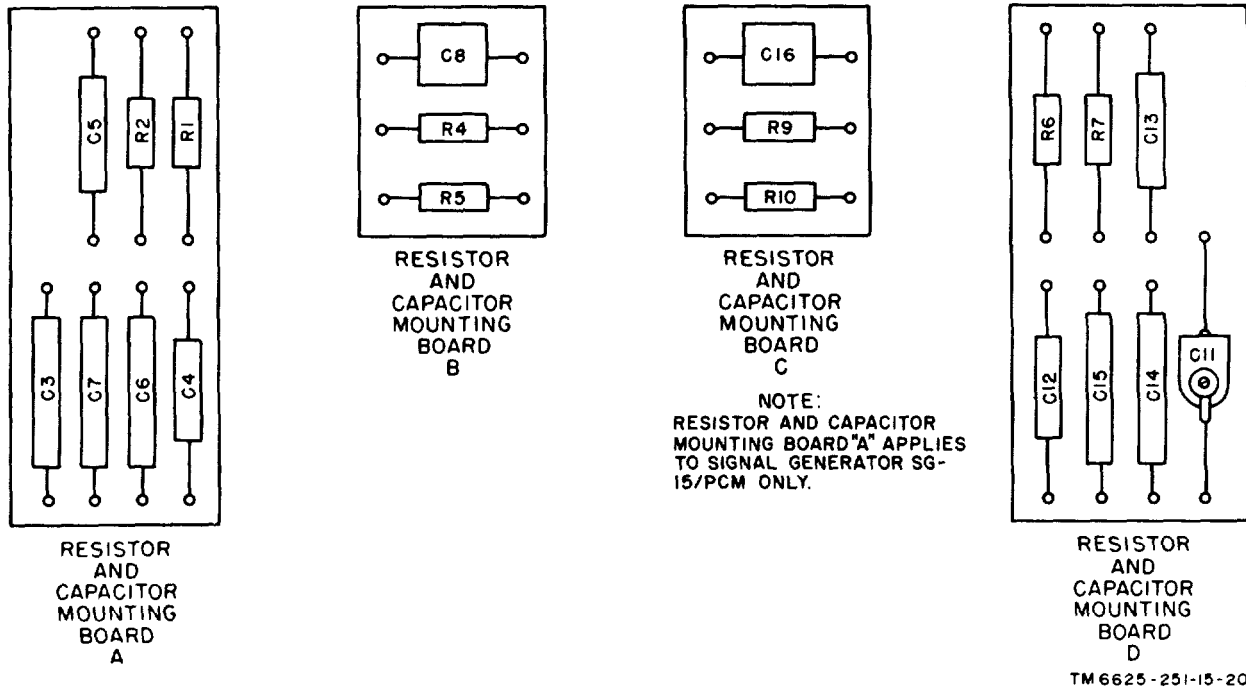 C5
R2
R1
C3
C7
C6
C4
RESISTOR
AND
CAPACITOR
MOUNTING
BOARD
A
C8
R4
R5
RESISTOR
AND
CAPACITOR
MOUNTING
BOARD
B
C16
R9
R10
RESISTOR
AND
CAPACITOR
MOUNTING
BOARD
C
NOTE:
RESISTOR AND CAPACITOR
MOUNTING BOARD "A" APPLIES
TO SIGNAL GENERATOR SG-
15/PCM ONLY.
R6
R7
C13
C12
C15
C14
C11
RESISTOR
AND
CAPACITOR
MOUNTING
BOARD
D
TM 6625-251-15-20